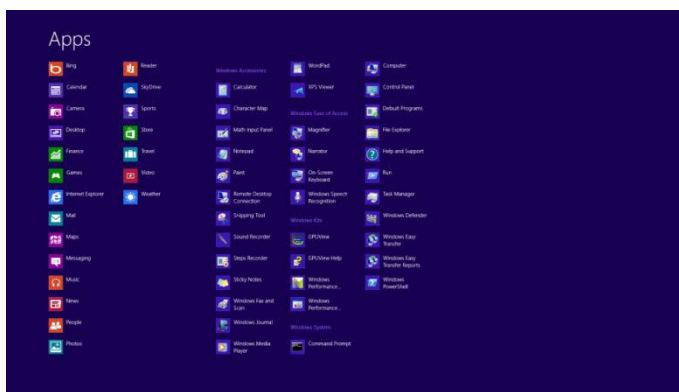 Apps
Bing
Calendar
Camera
Desktop
Finance
Games
Internet Explorer
Mail
Maps
Messaging
Music
News
People
Photos
Reader
SkyDrive
Sports
Store
Travel
Video
Weather
Windows Accessories
Calculator
Character Map
Math Input Panel
Notepad
Paint
Remote Desktop
Connection
Snipping Tool
Sound Recorder
Steps Recorder
Sticky Notes
Windows Fax and
Scan
Windows Journal
Windows Media
Player
WordPad
XPS Viewer
Windows Ease of Access
Magnifier
Narrator
On-Screen
Keyboard
Windows Speech
Recognition
Windows Kits
GPUView
GPUView Help
Windows
Performance...
Windows
Performance...
Windows System
Command Prompt
Computer
Control Panel
Default Programs
File Explorer
Help and Support
Run
Task Manager
Windows Defender
Windows Easy
Transfer
Windows Easy
Transfer Reports
Windows
PowerShell